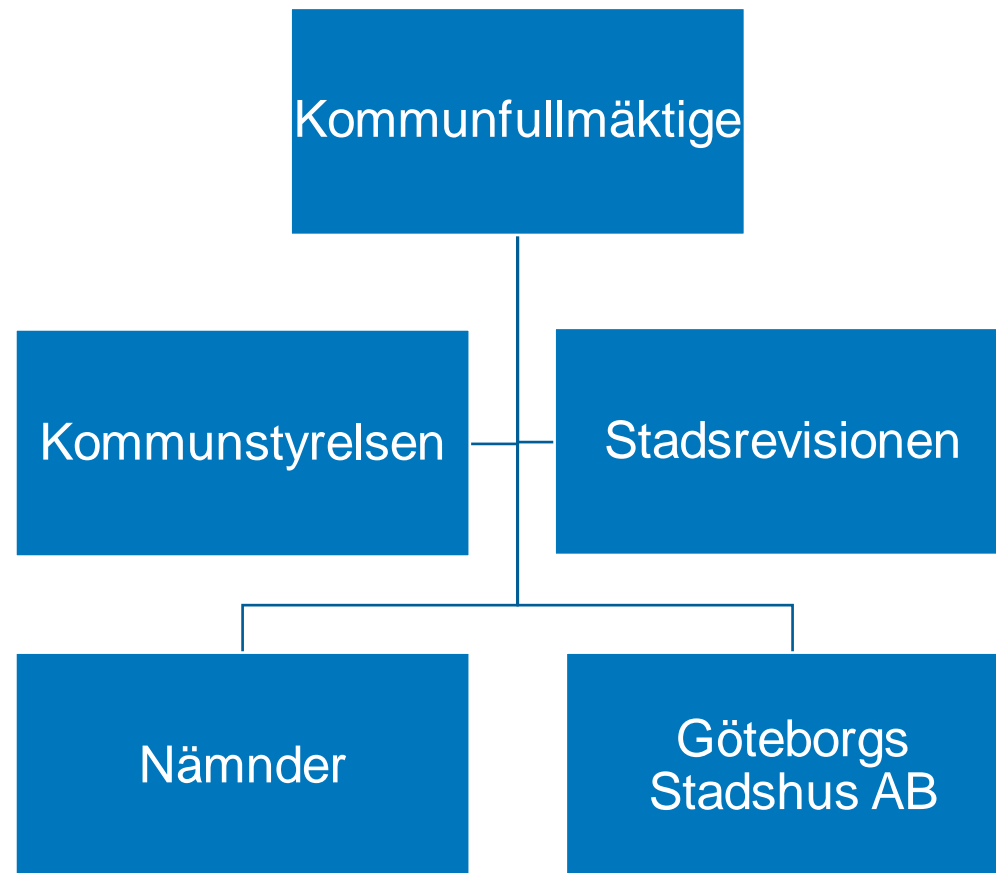 Kommunfullmäktige
Kommunstyrelsen
Stadsrevisionen
Nämnder
Göteborgs
Stadshus AB